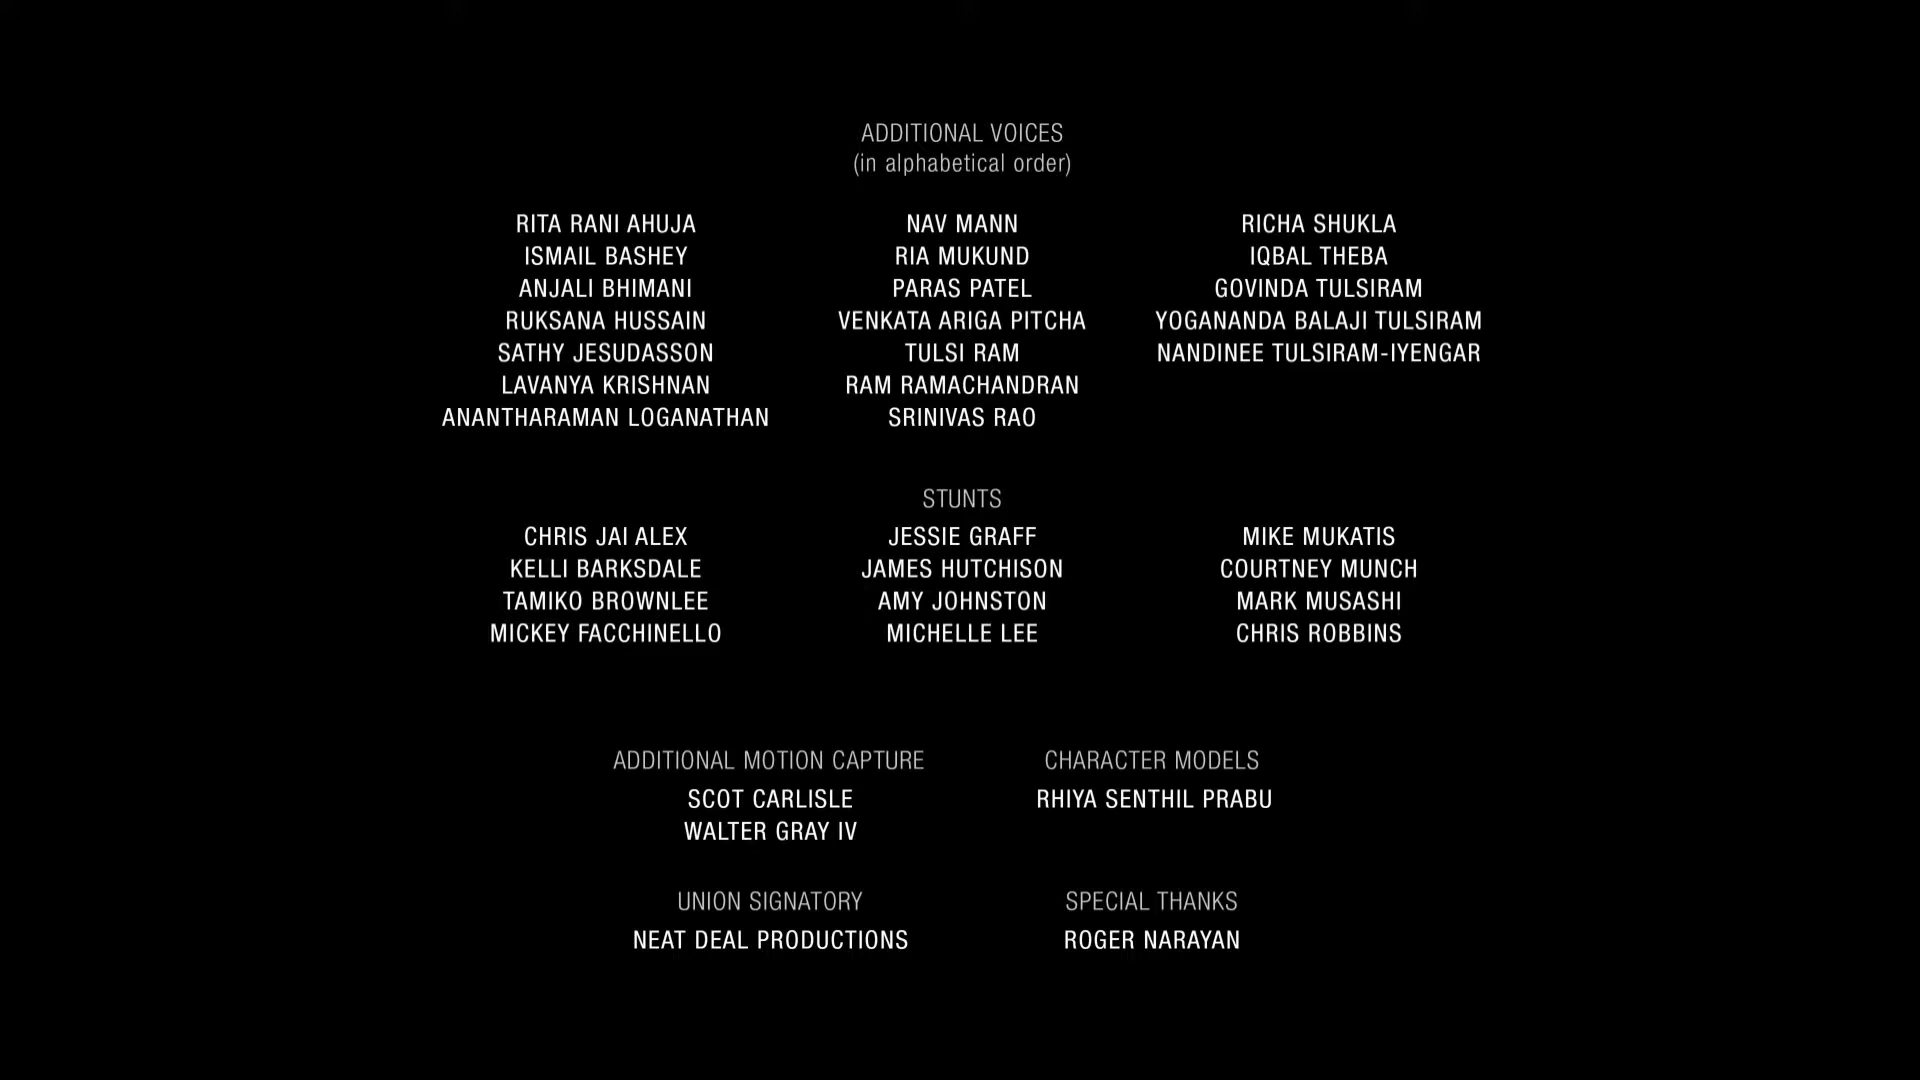 ADDITIONAL VOICES
(in alphabetical order)
RITA RANI AHUJA
ISMAIL BASHEY
ANJALI BHIMANI
RUKSANA HUSSAIN
SATHY JESUDASSON
LAVANYA KRISHNAN
ANANTHARAMAN LOGANATHAN
NAV MANN
RIA MUKUND
PARAS PATEL
VENKATA ARIGA PITCHA
TULSI RAM
RAM RAMACHANDRAN
SRINIVAS RAO
RICHA SHUKLA
IQBAL THEBA
GOVINDA TULSIRAM
YOGANANDA BALAJI TULSIRAM
NANDINEE TULSIRAM-IYENGAR
STUNTS
CHRIS JAI ALEX
KELLI BARKSDALE
TAMIKO BROWNLEE
MICKEY FACCHINELLO
JESSIE GRAFF
JAMES HUTCHISON
AMY JOHNSTON
MICHELLE LEE
MIKE MUKATIS
COURTNEY MUNCH
MARK MUSASHI
CHRIS ROBBINS
ADDITIONAL MOTION CAPTURE
SCOT CARLISLE
WALTER GRAY IV
CHARACTER MODELS
RHIYA SENTHIL PRABU
UNION SIGNATORY
NEAT DEAL PRODUCTIONS
SPECIAL THANKS
ROGER NARAYAN